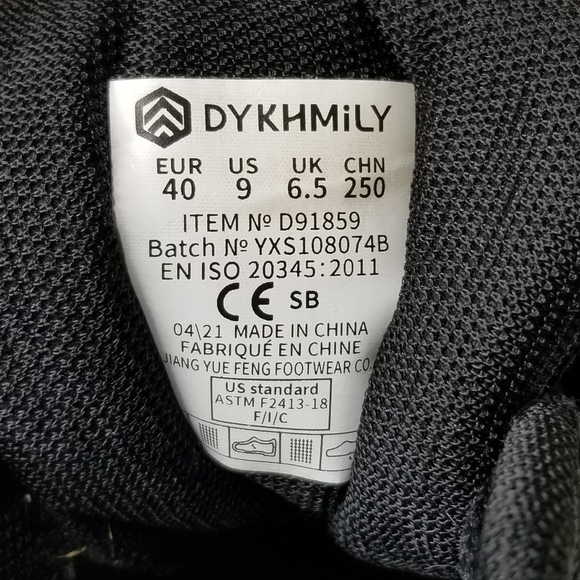 DYKHMiLY
EUR US UK CHN
40 9 6.5 250
ITEM № D91859
Batch № YXS108074B
EN ISO 20345:2011
CE SB
04\21 MADE IN CHINA
FABRIQUÉ EN CHINE
JIANG YUE FENG FOOTWEAR CO.
US standard
ASTM F2413-18
F/I/C